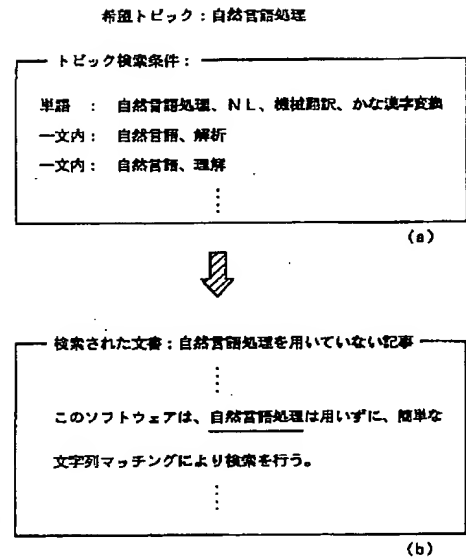 希望トピック：自然言語処理
トピック検索条件：
単語　：　自然言語処理、ＮＬ、機械翻訳、かな漢字変換
一文内：　自然言語、解析
一文内：　自然言語、理解
⋮
(a)
検索された文書：自然言語処理を用いていない記事
⋮
このソフトウェアは、自然言語処理は用いずに、簡単な
文字列マッチングにより検索を行う。
⋮
(b)